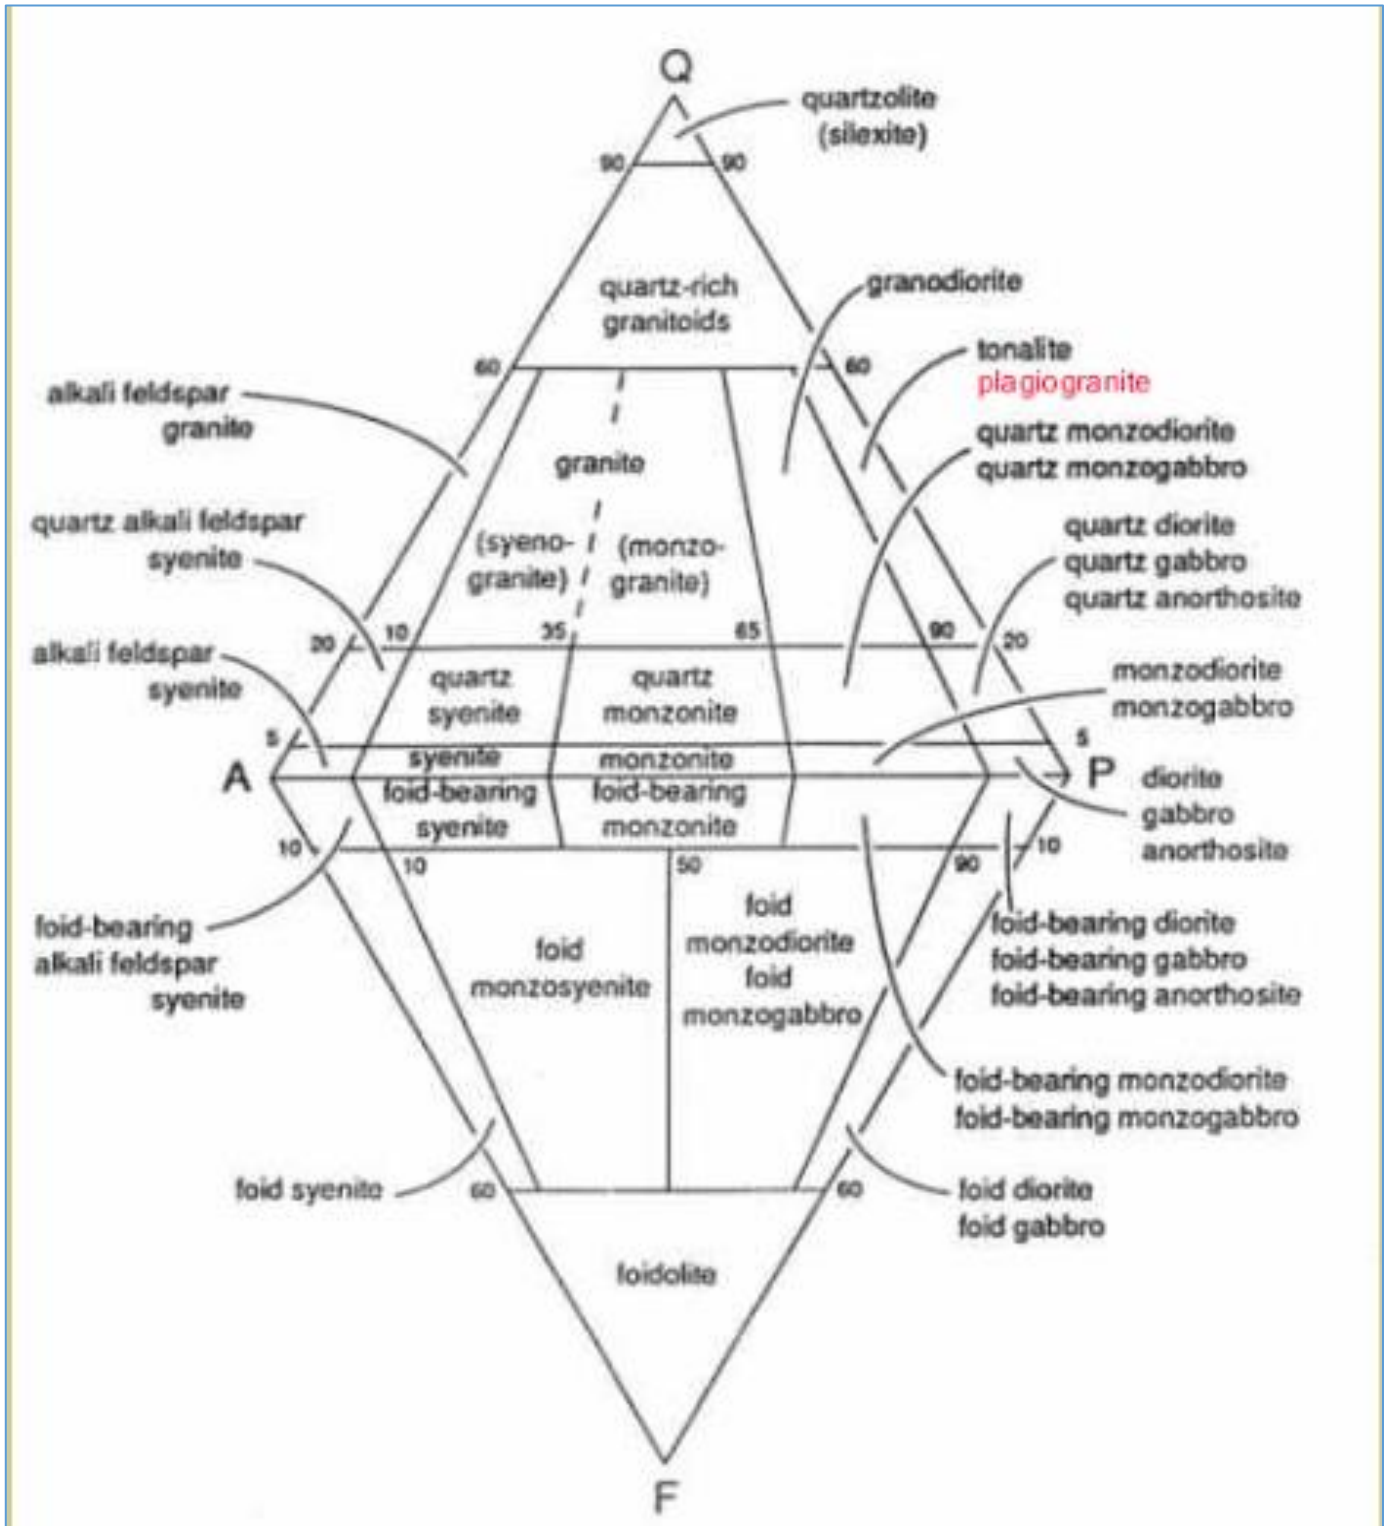 Q
quartzolite
(silexite)
90
90
quartz-rich
granitoids
granodiorite
60
60
tonalite
plagiogranite
alkali feldspar
granite
quartz monzodiorite
quartz monzogabbro
granite
quartz alkali feldspar
syenite
(syeno-
granite)
(monzo-
granite)
quartz diorite
quartz gabbro
quartz anorthosite
20
10
35
65
90
20
alkali feldspar
syenite
quartz
syenite
quartz
monzonite
monzodiorite
monzogabbro
5
5
syenite
monzonite
A
P
diorite
gabbro
anorthosite
foid-bearing
syenite
foid-bearing
monzonite
10
10
50
90
10
foid-bearing
alkali feldspar
syenite
foid
monzosyenite
foid
monzodiorite
foid
monzogabbro
foid-bearing diorite
foid-bearing gabbro
foid-bearing anorthosite
foid-bearing monzodiorite
foid-bearing monzogabbro
foid syenite
60
60
foid diorite
foid gabbro
foidolite
F